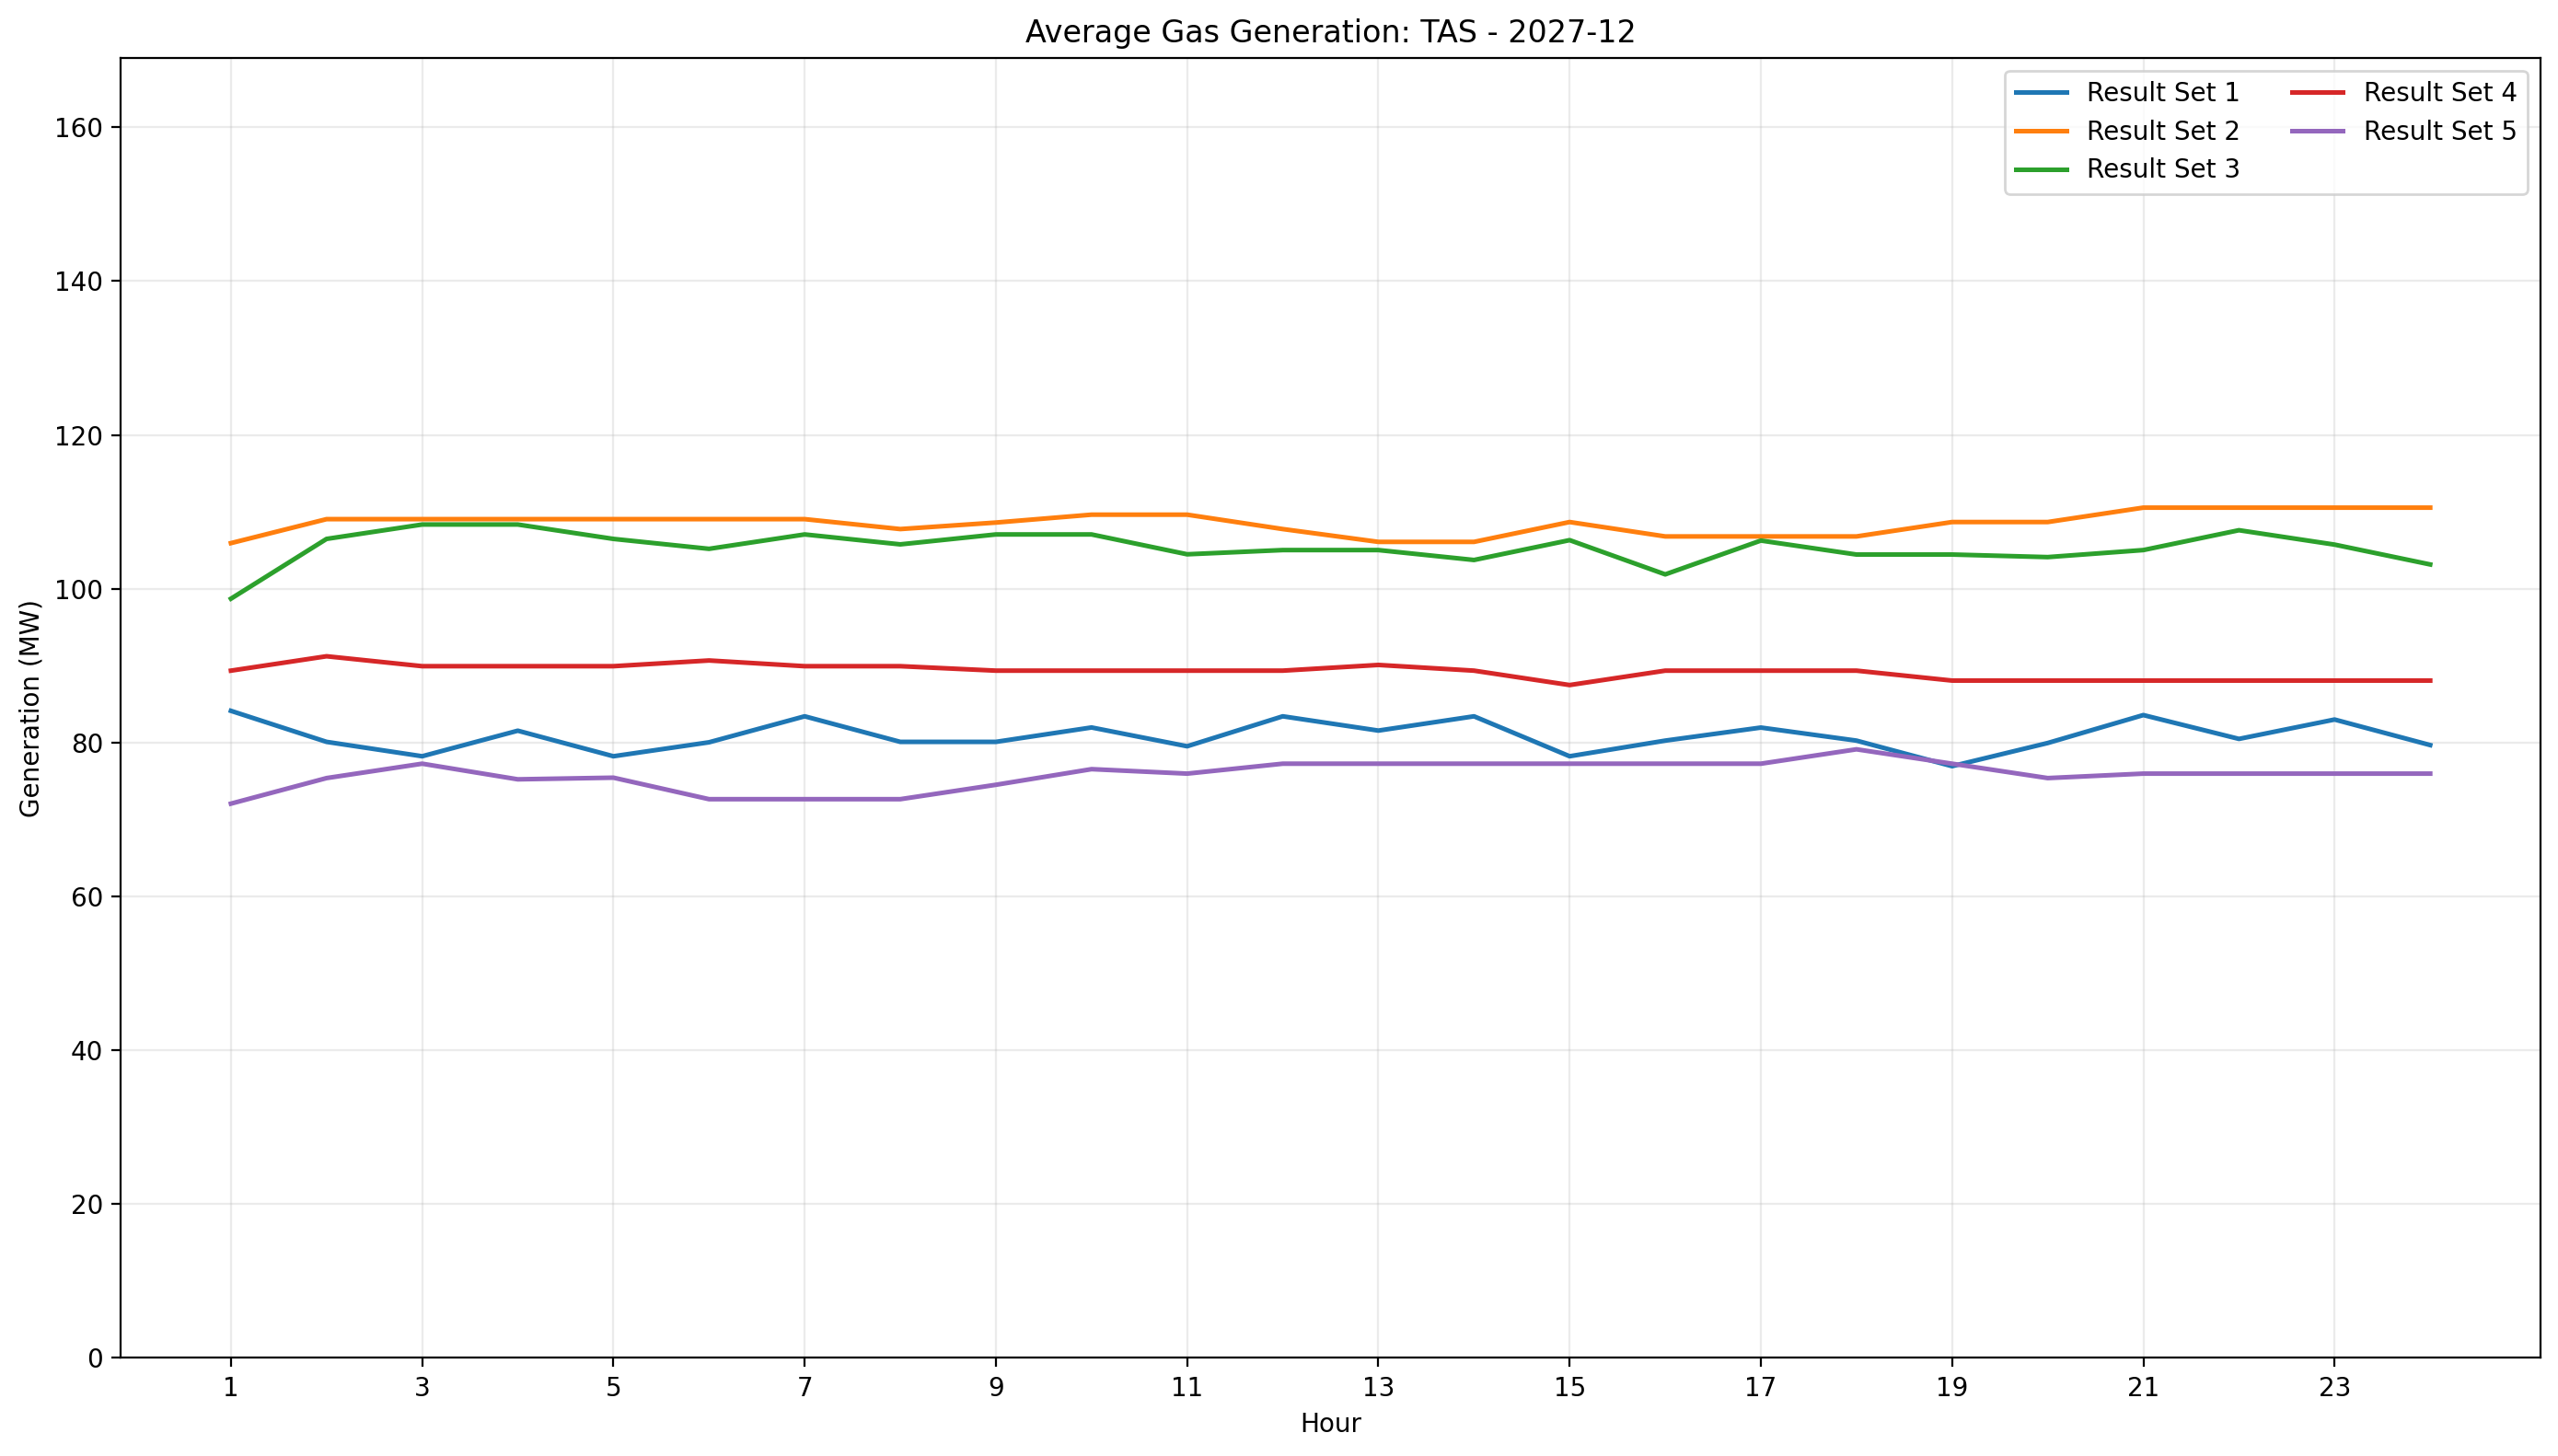 Average Gas Generation: TAS - 2027-12
Result Set 1
Result Set 2
Result Set 3
Result Set 4
Result Set 5
Generation (MW)
160
140
120
100
80
60
40
20
0
1 3 5 7 9 11 13 15 17 19 21 23
Hour